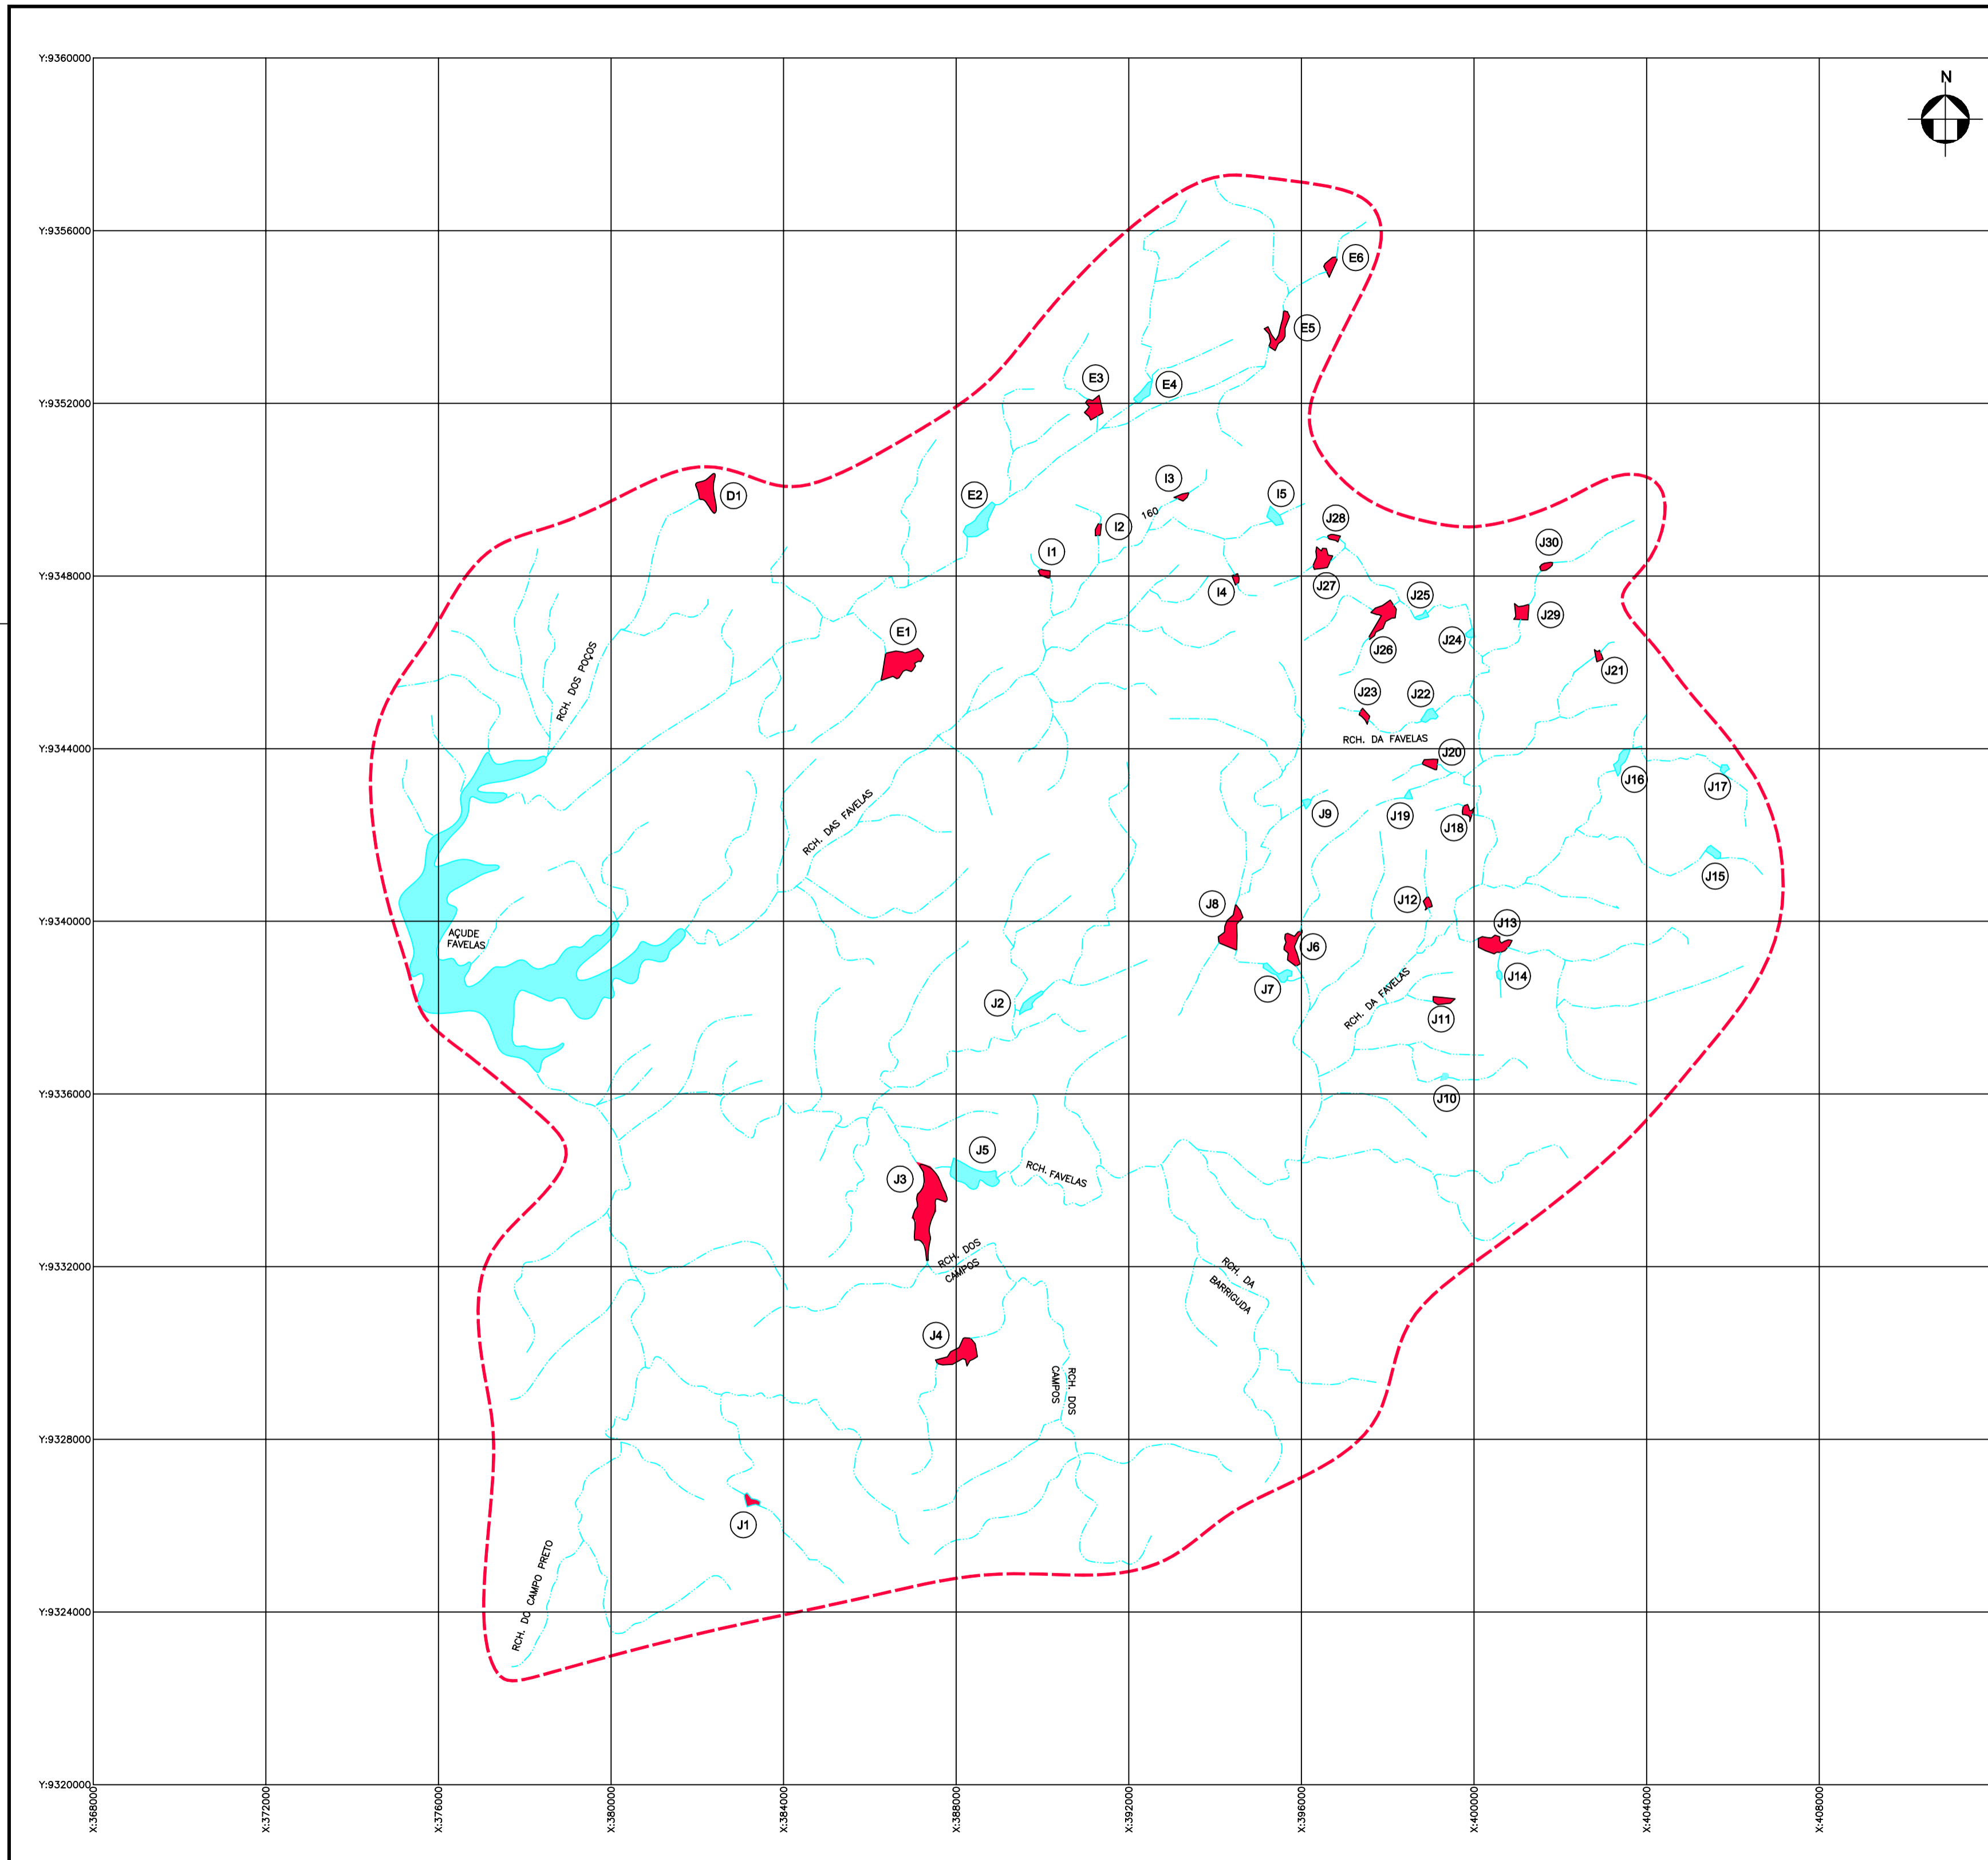 Y:9360000
N
Y:9356000
E6
E5
E3
E4
Y:9352000
I3
D1
E2
I5
160
J28
I2
I1
J30
Y:9348000
I4
J27
J25
J29
E1
J24
J26
RCH. DOS POÇOS
J21
J23
J22
Y:9344000
RCH. DA FAVELAS
J20
J16
J17
RCH. DAS FAVELAS
J9
J19
J18
J15
J8
J12
Y:9340000
J13
AÇUDE
FAVELAS
J6
J7
J14
RCH. DA FAVELAS
J2
J11
Y:9336000
J10
J5
J3
RCH. FAVELAS
RCH. DOS
CAMPOS
Y:9332000
RCH. DA
BARRIGUDA
J4
RCH. DOS
CAMPOS
Y:9328000
J1
RCH. DO CAMPO PRETO
Y:9324000
Y:9320000
X:368000
X:372000
X:376000
X:380000
X:384000
X:388000
X:392000
X:396000
X:400000
X:404000
X:408000